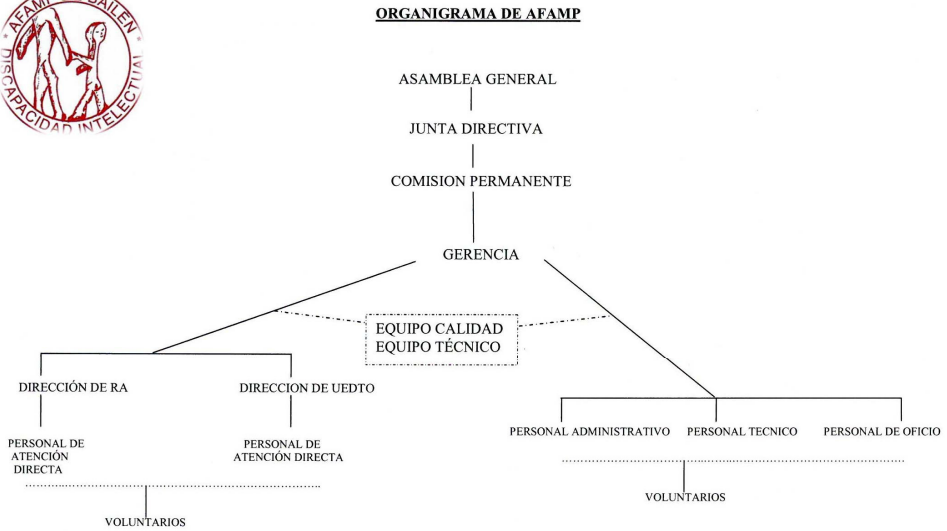 ORGANIGRAMA DE AFAMP
AFAMP
BAILEN
DISCAPACIDAD INTELECTUAL
ASAMBLEA GENERAL
JUNTA DIRECTIVA
COMISION PERMANENTE
GERENCIA
EQUIPO CALIDAD
EQUIPO TÉCNICO
DIRECCIÓN DE RA
DIRECCION DE UEDTO
PERSONAL DE
ATENCIÓN
DIRECTA
PERSONAL DE
ATENCIÓN DIRECTA
VOLUNTARIOS
PERSONAL ADMINISTRATIVO
PERSONAL TECNICO
PERSONAL DE OFICIO
VOLUNTARIOS